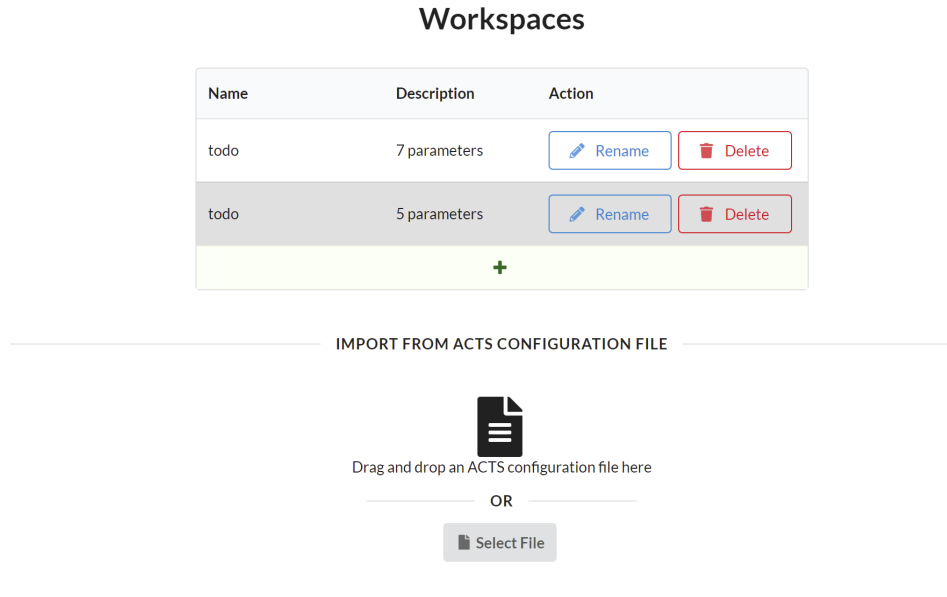 Workspaces
Name Description Action
todo 7 parameters Rename Delete
todo 5 parameters Rename Delete
IMPORT FROM ACTS CONFIGURATION FILE
Drag and drop an ACTS configuration file here
OR
Select File